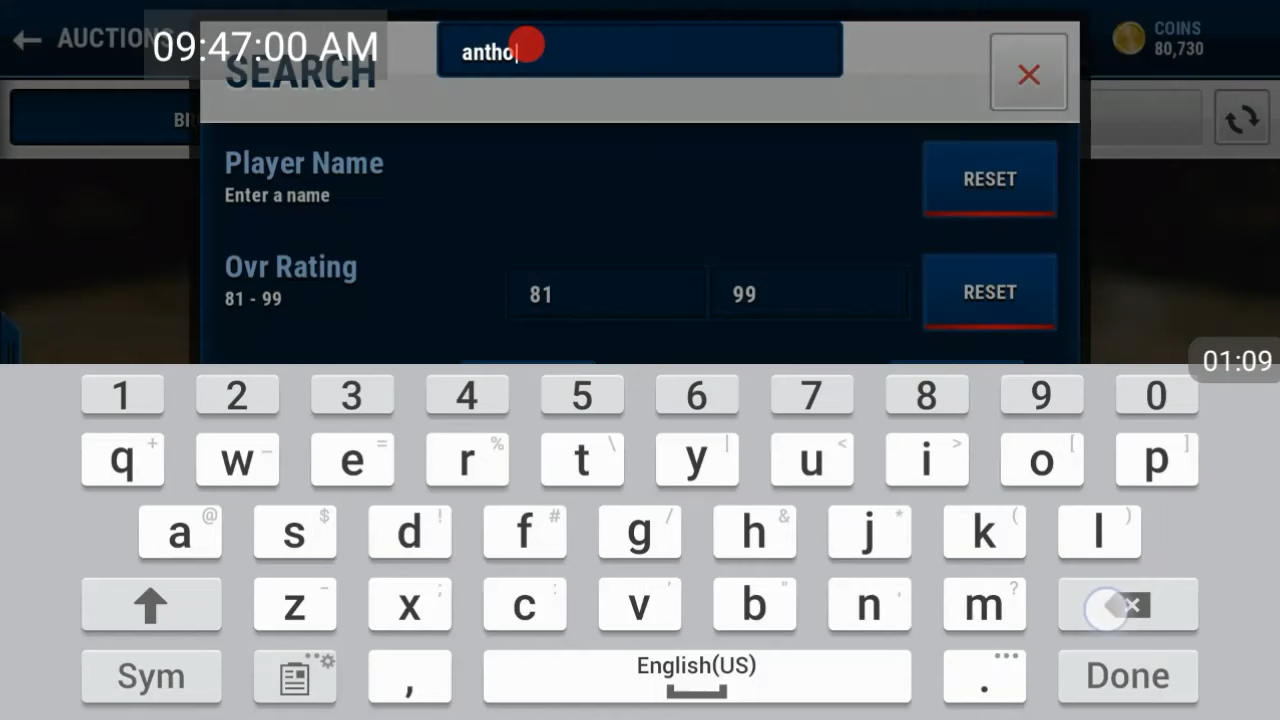 AUCTION
09:47:00 AM
antho
COINS
80,730
SEARCH
BR
Player Name
Enter a name
RESET
Ovr Rating
81 - 99
81
99
RESET
01:09
1 2 3 4 5 6 7 8 9 0
q + w - e = r % t \ y | u < i > o [ p ]
a @ s $ d ! f # g / h & j * k ( l )
z - x ; c : v ' b " n , m ?
Sym , English(US) . Done